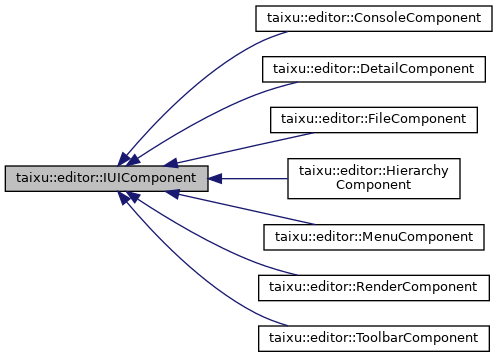 taixu::editor::ConsoleComponent
taixu::editor::DetailComponent
taixu::editor::FileComponent
taixu::editor::IUIComponent
taixu::editor::Hierarchy
Component
taixu::editor::MenuComponent
taixu::editor::RenderComponent
taixu::editor::ToolbarComponent